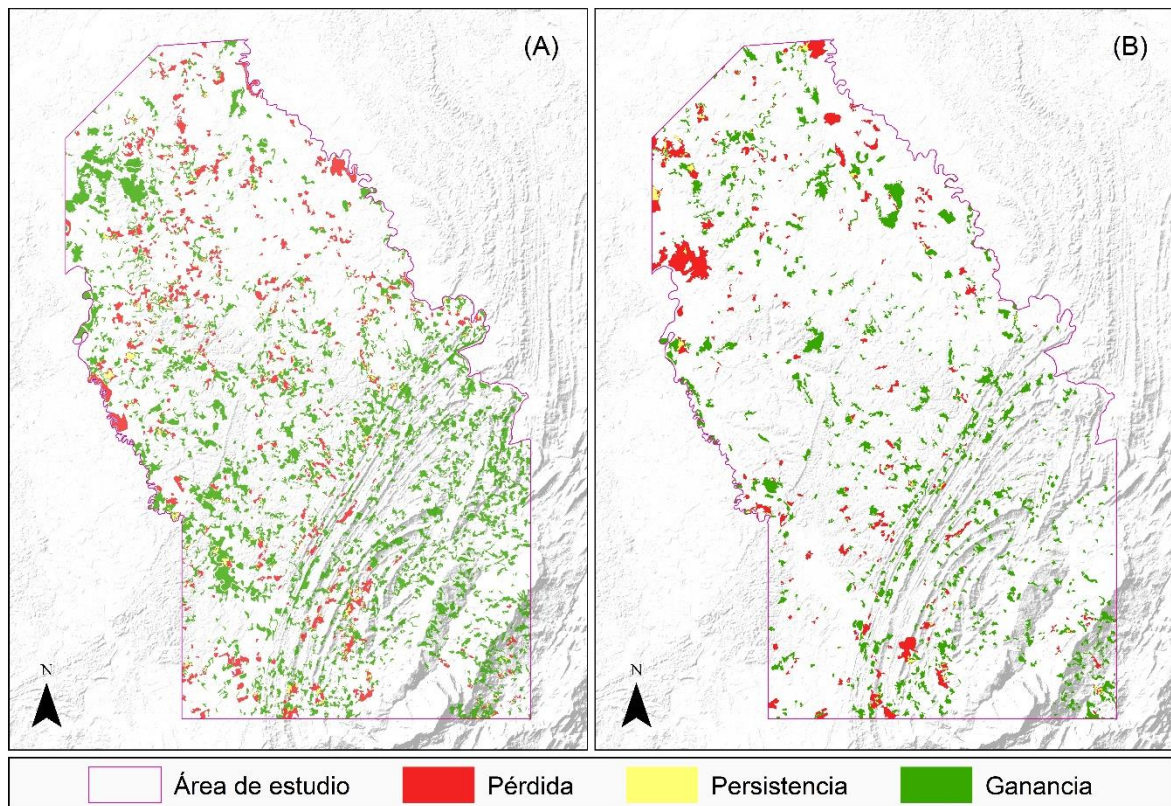 (A)
(B)
N
N
Área de estudio
Pérdida
Persistencia
Ganancia